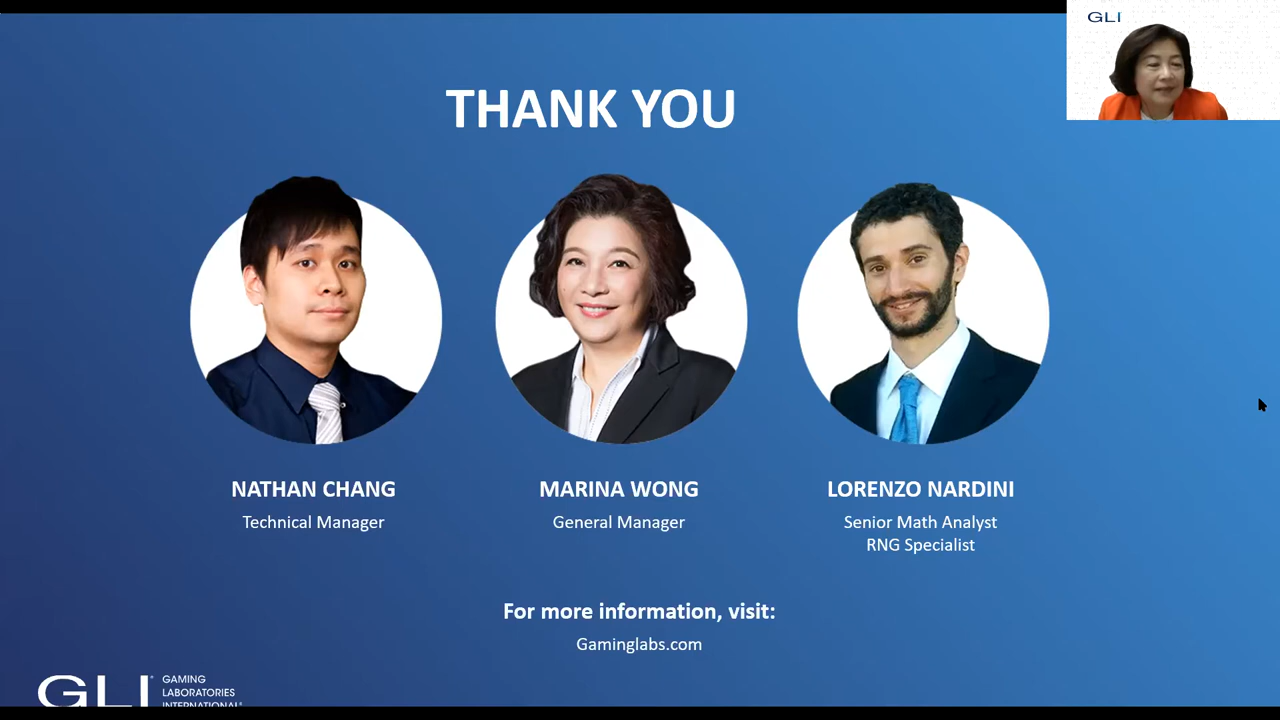 GLI
THANK YOU
NATHAN CHANG
Technical Manager
MARINA WONG
General Manager
LORENZO NARDINI
Senior Math Analyst
RNG Specialist
For more information, visit:
Gaminglabs.com
GLI®
GAMING
LABORATORIES
INTERNATIONAL®